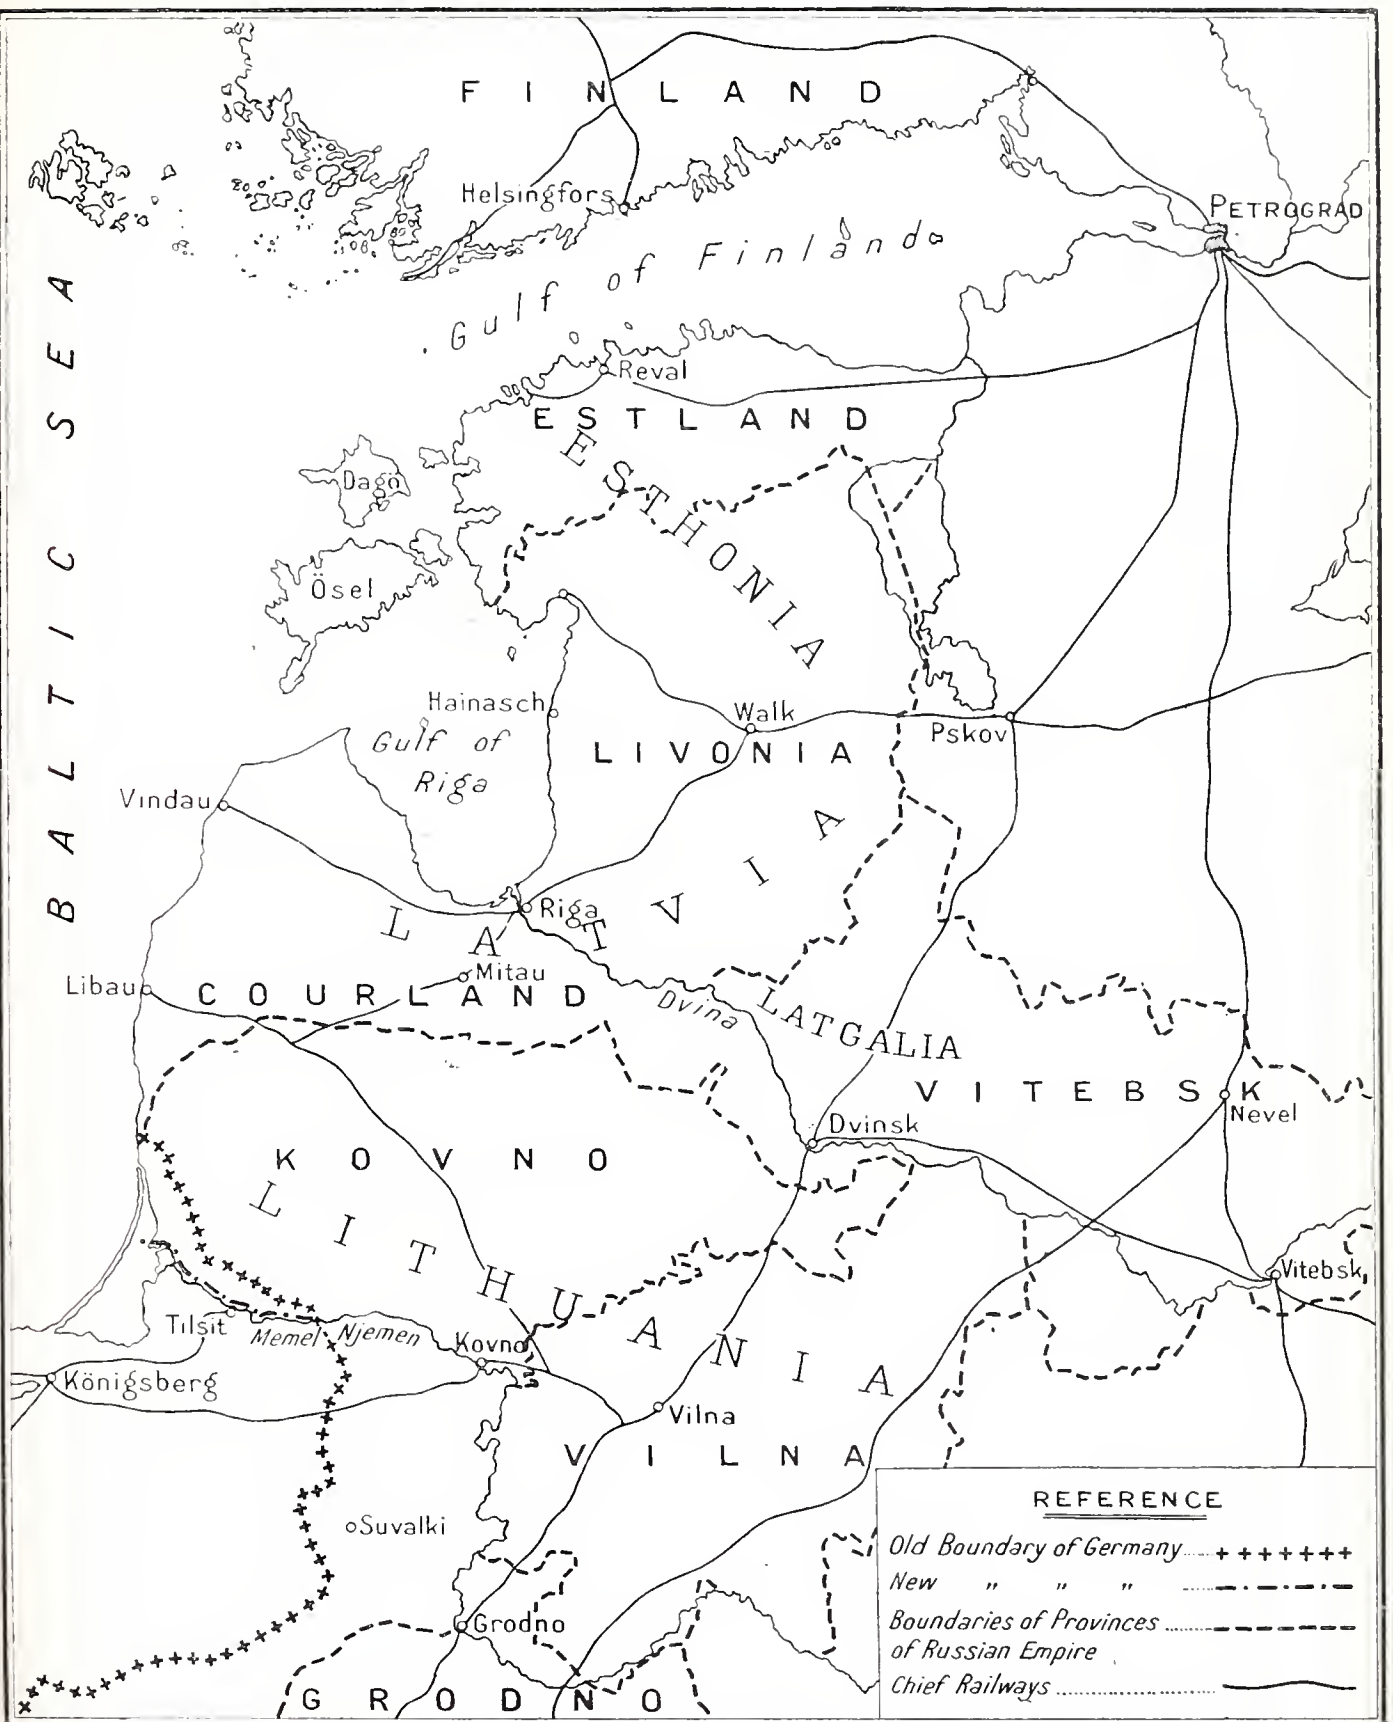 FINLAND
Helsingfors
PETROGRAD
Gulf of Finland
BALTIC SEA
Reval
ESTLAND
ESTHONIA
Dagö
Ösel
Hainasch
Walk
Pskov
Gulf of
Riga
LIVONIA
Vindau
Riga
LATVIA
Mitau
Libau
COURLAND
Dvina
LATGALIA
VITEBSK
Nevel
Dvinsk
KOVNO
LITHUANIA
Vitebsk
Tilsit
Memel
Njemen
Kovno
Königsberg
Vilna
VILNA
Suvalki
Grodno
GRODNO
REFERENCE
Old Boundary of Germany
New " " "
Boundaries of Provinces
of Russian Empire
Chief Railways